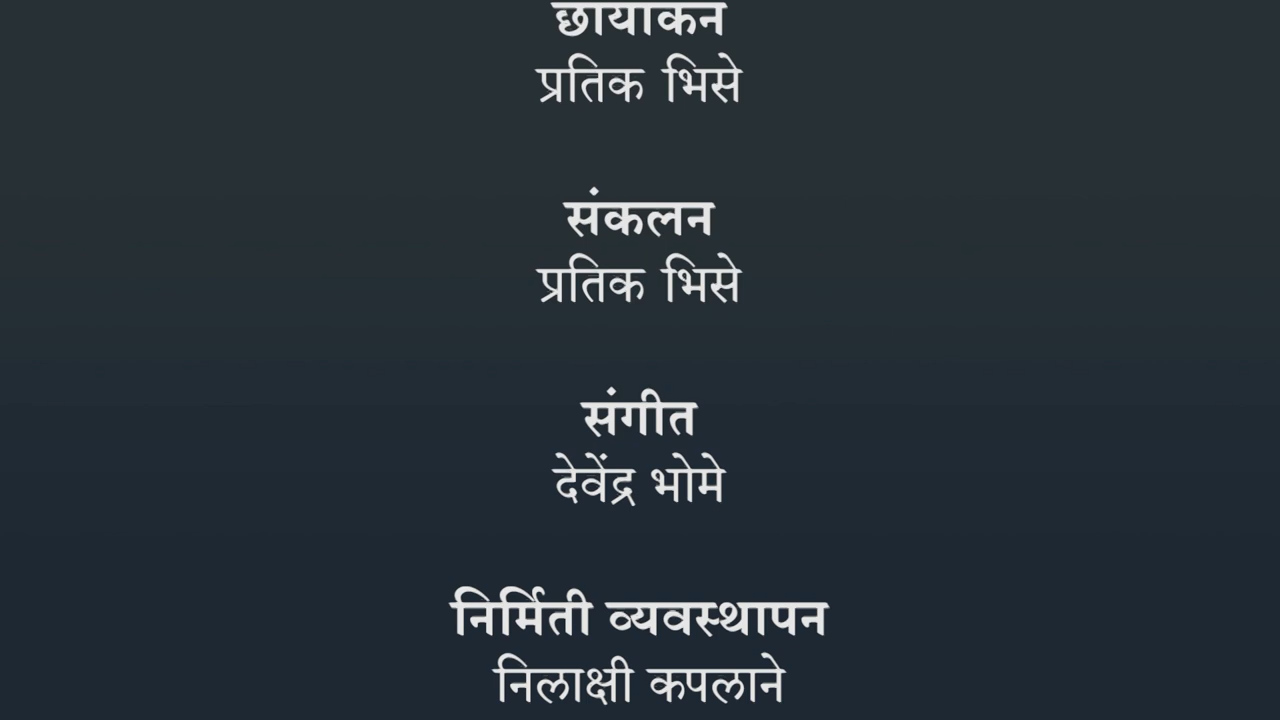 छायाकन
प्रतिक भिसे
संकलन
प्रतिक भिसे
संगीत
देवेंद्र भोमे
निर्मिती व्यवस्थापन
निलाक्षी कपलाने